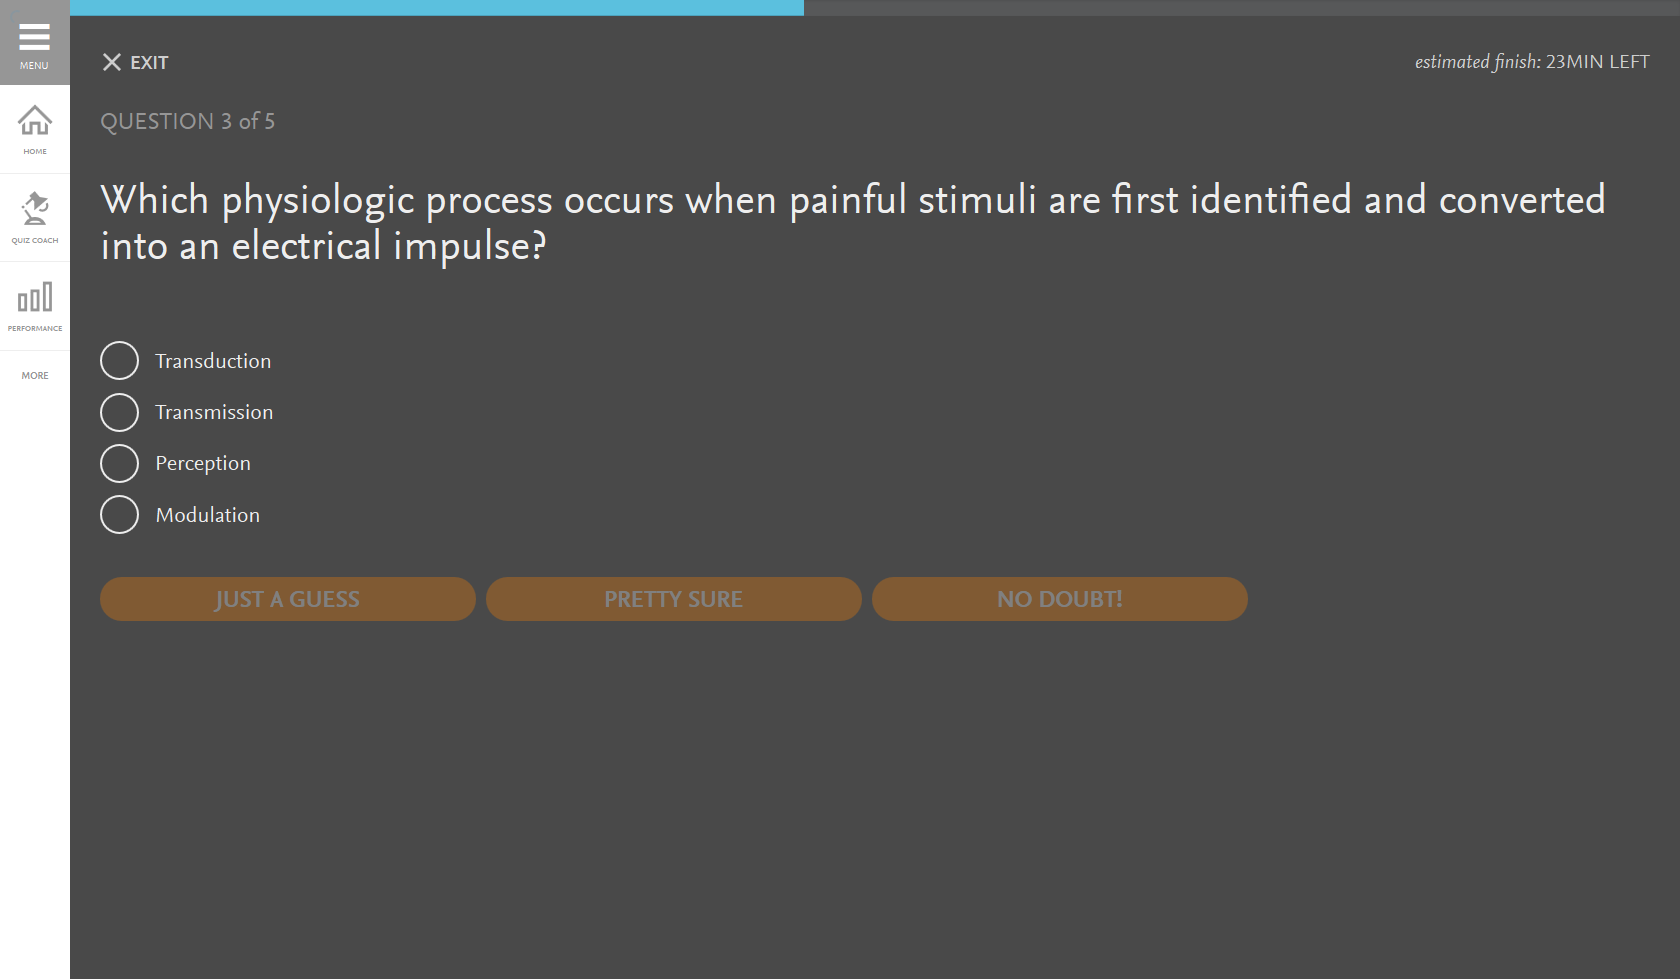 MENU
EXIT
estimated finish: 23MIN LEFT
QUESTION 3 of 5
HOME
Which physiologic process occurs when painful stimuli are first identified and converted
into an electrical impulse?
QUIZ COACH
PERFORMANCE
MORE
Transduction
Transmission
Perception
Modulation
JUST A GUESS
PRETTY SURE
NO DOUBT!